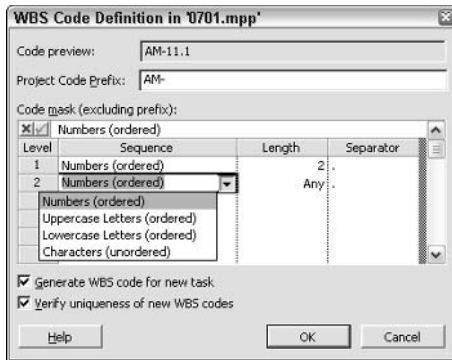 WBS Code Definition in '0701.mpp'
Code preview: AM-11.1
Project Code Prefix: AM-
Code mask (excluding prefix):
Numbers (ordered)
Level Sequence Length Separator
1 Numbers (ordered) 2 .
2 Numbers (ordered) Any .
Numbers (ordered)
Uppercase Letters (ordered)
Lowercase Letters (ordered)
Characters (unordered)
Generate WBS code for new task
Verify uniqueness of new WBS codes
Help OK Cancel